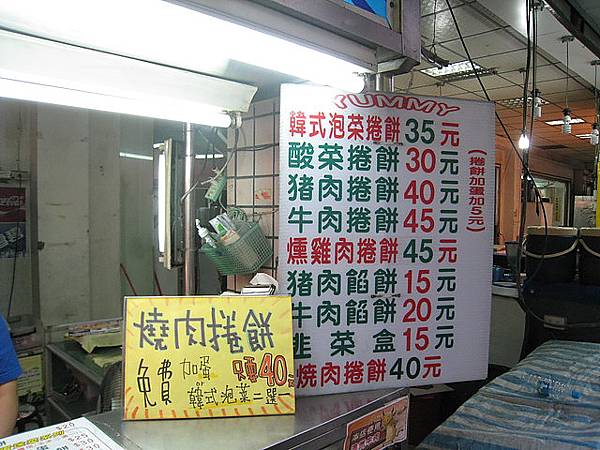 YUMMY
韓式泡菜捲餅35元
酸菜捲餅30元
猪肉捲餅40元
牛肉捲餅45元
燻雞肉捲餅45元
猪肉餡餅15元
牛肉餡餅20元
韭菜盒15元
燒肉捲餅40元
(捲餅加蛋加5元)
燒肉捲餅
免費 加蛋 只要40元
韓式泡菜二選一